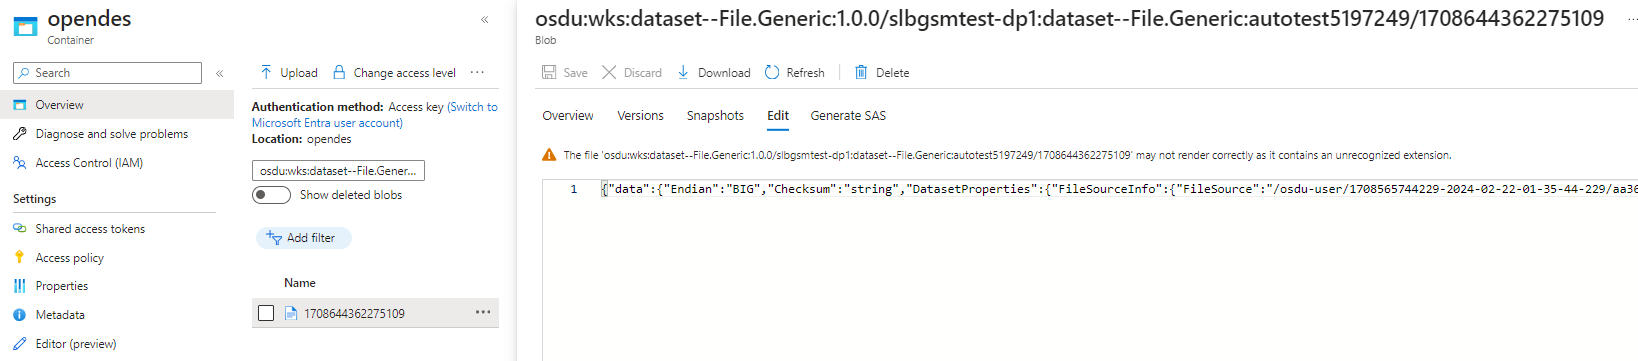 opendes
Container
«
Search
«
Overview
Diagnose and solve problems
Access Control (IAM)
Settings
Shared access tokens
Access policy
Properties
Metadata
Editor (preview)
Upload
Change access level
...
Authentication method: Access key (Switch to
Microsoft Entra user account)
Location: opendes
osdu:wks:dataset--File.Gener...
Show deleted blobs
Add filter
Name
1708644362275109
...
osdu:wks:dataset--File.Generic:1.0.0/slbgsmtest-dp1:dataset--File.Generic:autotest5197249/1708644362275109
...
Blob
Save
Discard
Download
Refresh
Delete
Overview
Versions
Snapshots
Edit
Generate SAS
The file 'osdu:wks:dataset--File.Generic:1.0.0/slbgsmtest-dp1:dataset--File.Generic:autotest5197249/1708644362275109' may not render correctly as it contains an unrecognized extension.
1 {"data":{"Endian":"BIG","Checksum":"string","DatasetProperties":{"FileSourceInfo":{"FileSource":"/osdu-user/1708565744229-2024-02-22-01-35-44-229/aa36